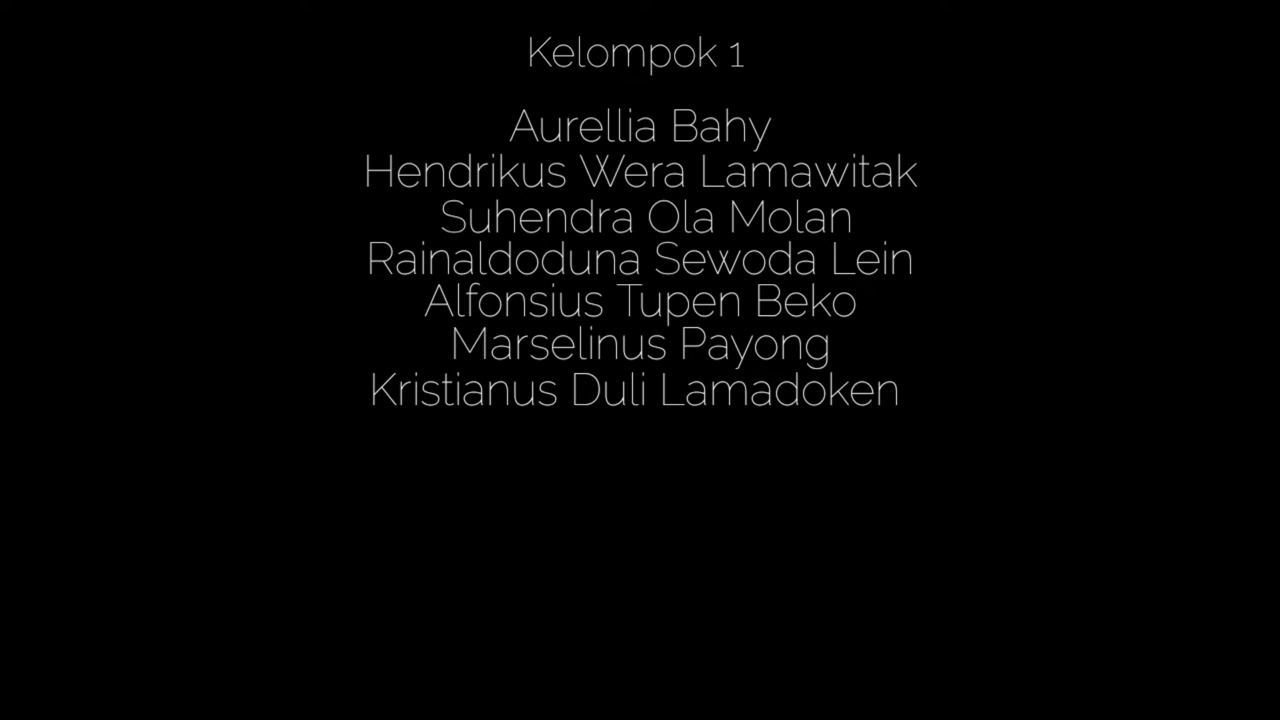 Kelompok 1
Aurellia Bahy
Hendrikus Wera Lamawitak
Suhendra Ola Molan
Rainaldoduna Sewoda Lein
Alfonsius Tupen Beko
Marselinus Payong
Kristianus Duli Lamadoken